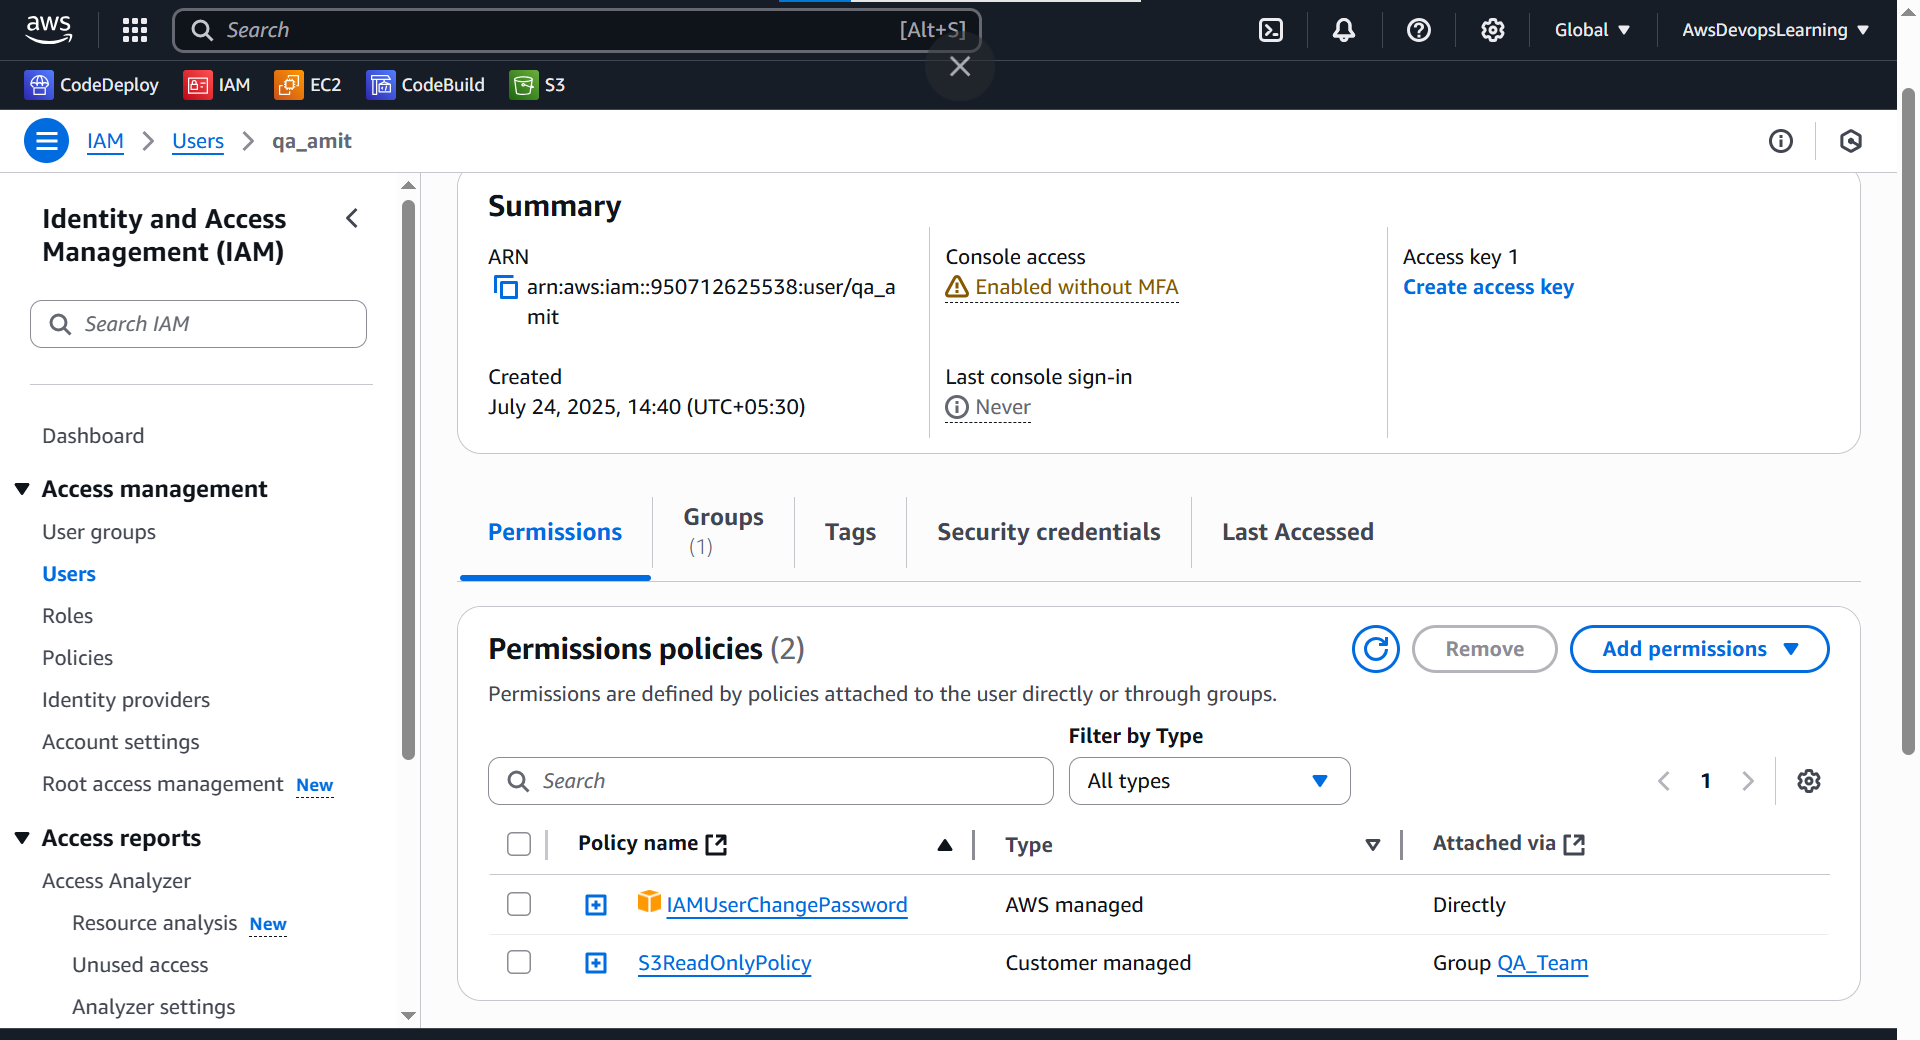 aws
Search [Alt+S]
Global
AwsDevopsLearning
CodeDeploy
IAM
EC2
CodeBuild
S3
IAM
Users
qa_amit
Identity and Access
Management (IAM)
Search IAM
Dashboard
Access management
User groups
Users
Roles
Policies
Identity providers
Account settings
Root access management New
Access reports
Access Analyzer
Resource analysis New
Unused access
Analyzer settings
Summary
ARN
arn:aws:iam::950712625538:user/qa_a
mit
Created
July 24, 2025, 14:40 (UTC+05:30)
Console access
Enabled without MFA
Last console sign-in
Never
Access key 1
Create access key
Permissions
Groups
(1)
Tags
Security credentials
Last Accessed
Permissions policies (2)
Remove
Add permissions
Permissions are defined by policies attached to the user directly or through groups.
Filter by Type
Search
All types
1
Policy name Type Attached via
IAMUserChangePassword AWS managed Directly
S3ReadOnlyPolicy Customer managed Group QA_Team